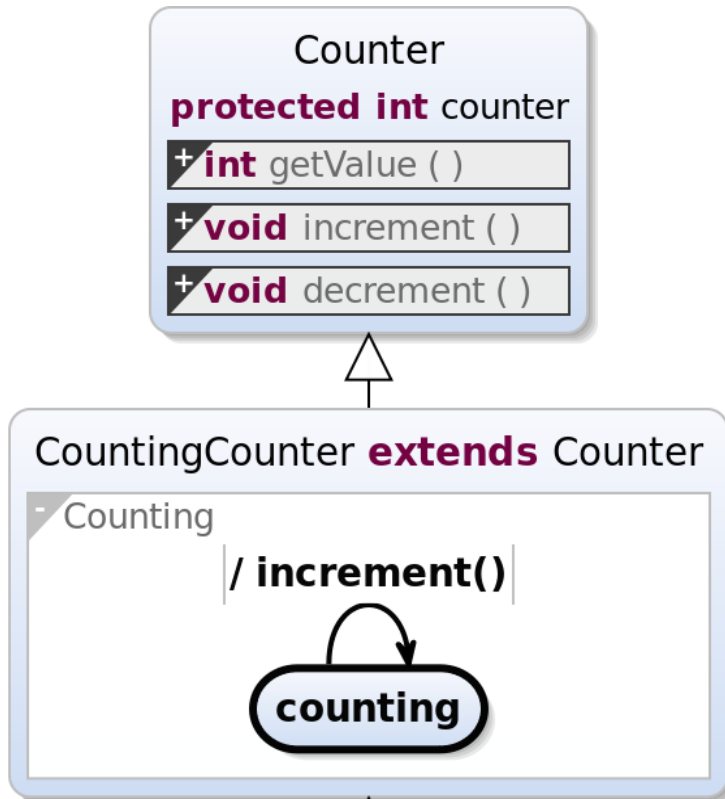 Counter
protected int counter
+ int getValue ( )
+ void increment ( )
+ void decrement ( )
CountingCounter extends Counter
- Counting
/ increment()
counting